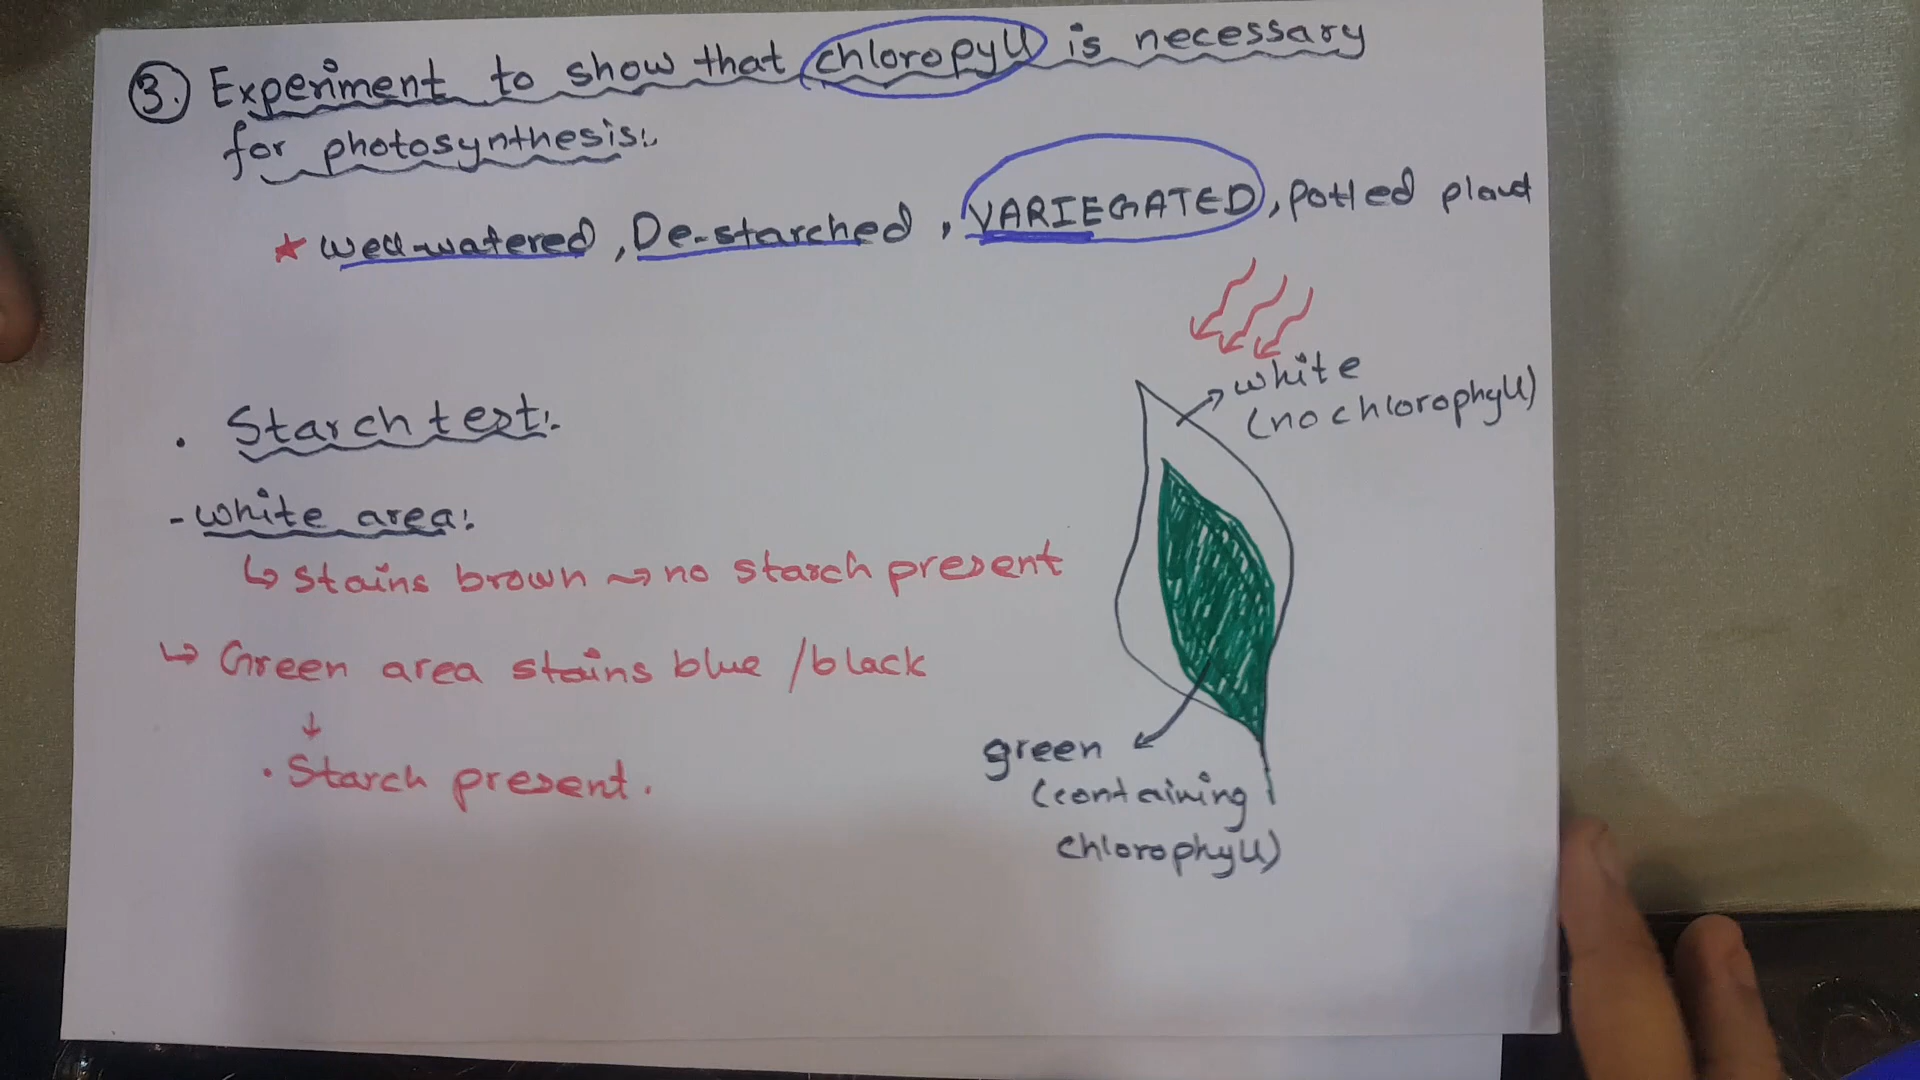 3. Experiment to show that chloropyll is necessary
for photosynthesis:
* Well-watered, De-starched, VARIEGATED, Potted plant
white
(no chlorophyll)
. Starch test:
- white area:
↳ stains brown → no starch present
↳ Green area stains blue / black
↓
. Starch present.
green
(containing
chlorophyll)